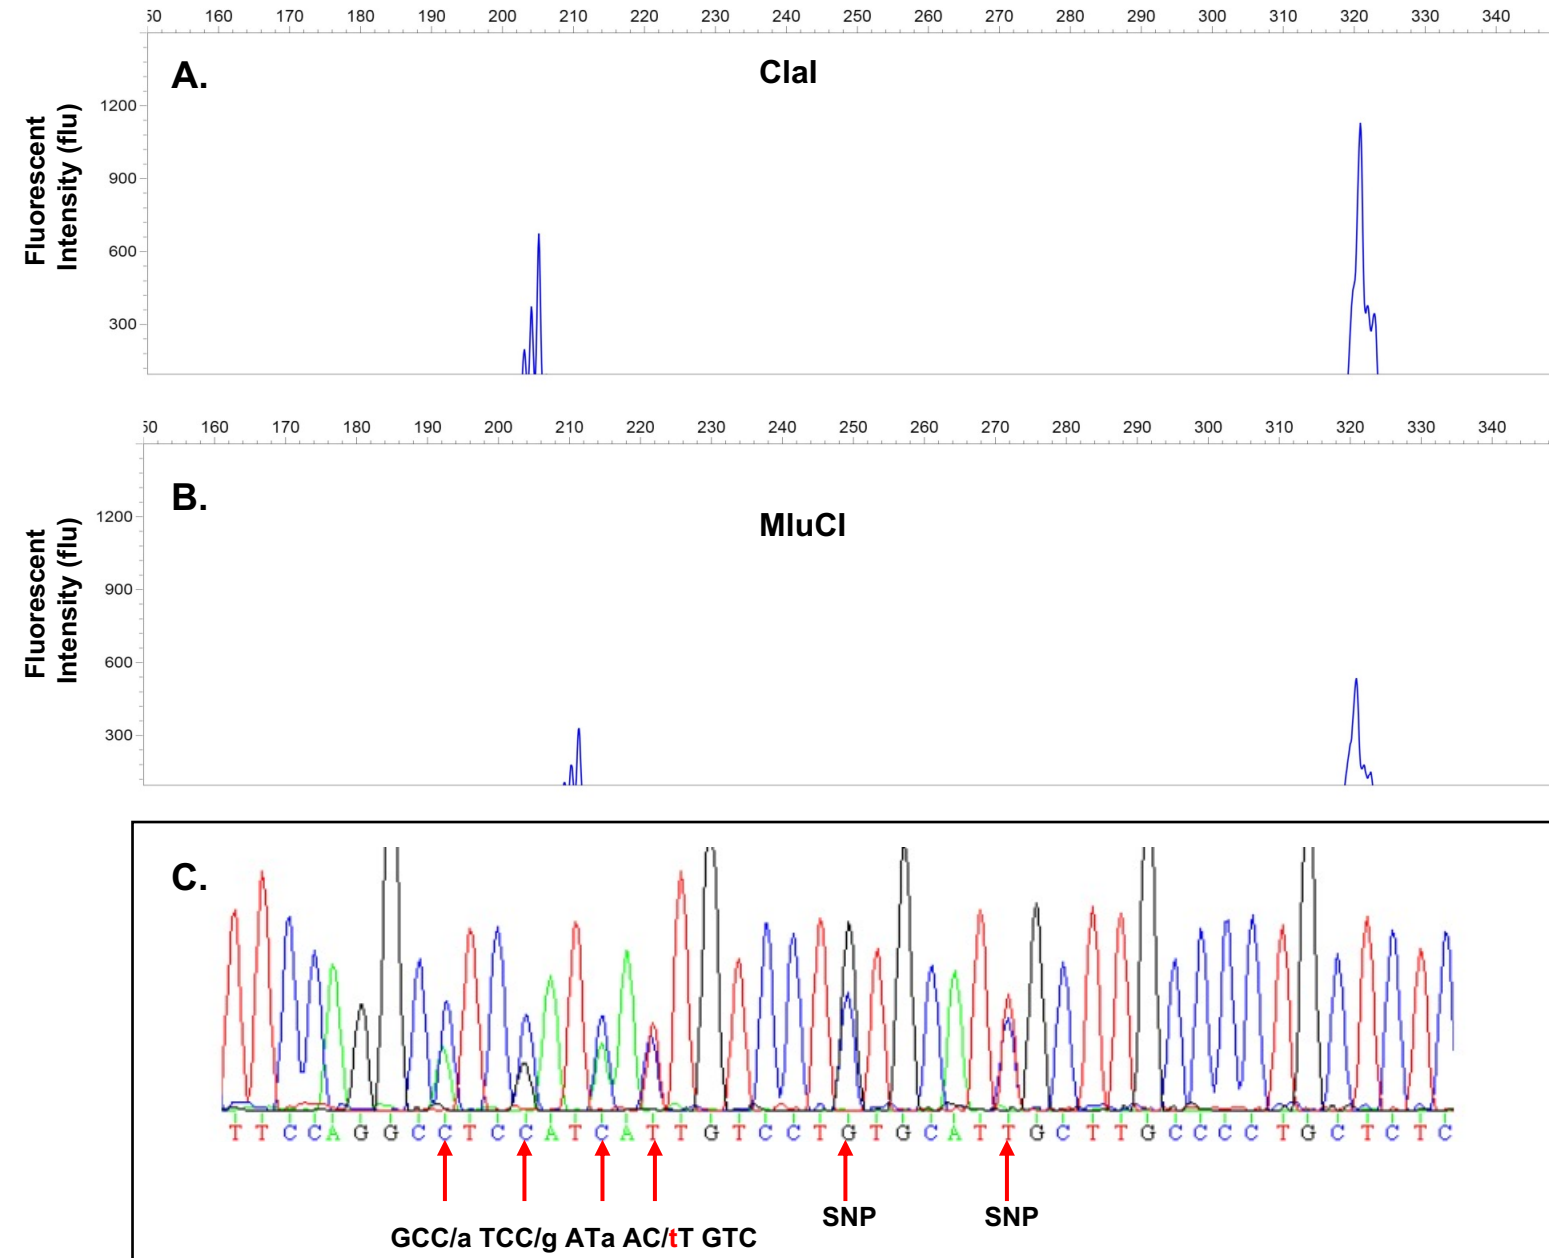 50 160 170 180 190 200 210 220 230 240 250 260 270 280 290 300 310 320 330 340
A.
ClaI
Fluorescent
Intensity (flu)
1200
900
600
300
50 160 170 180 190 200 210 220 230 240 250 260 270 280 290 300 310 320 330 340
B.
MluCI
Fluorescent
Intensity (flu)
1200
900
600
300
C.
T T C C A G G C C T C C A T C A T T G T C C T G T G C A T T G C T T G C C C T G C T C T C
SNP SNP
GCC/a TCC/g ATa AC/tT GTC